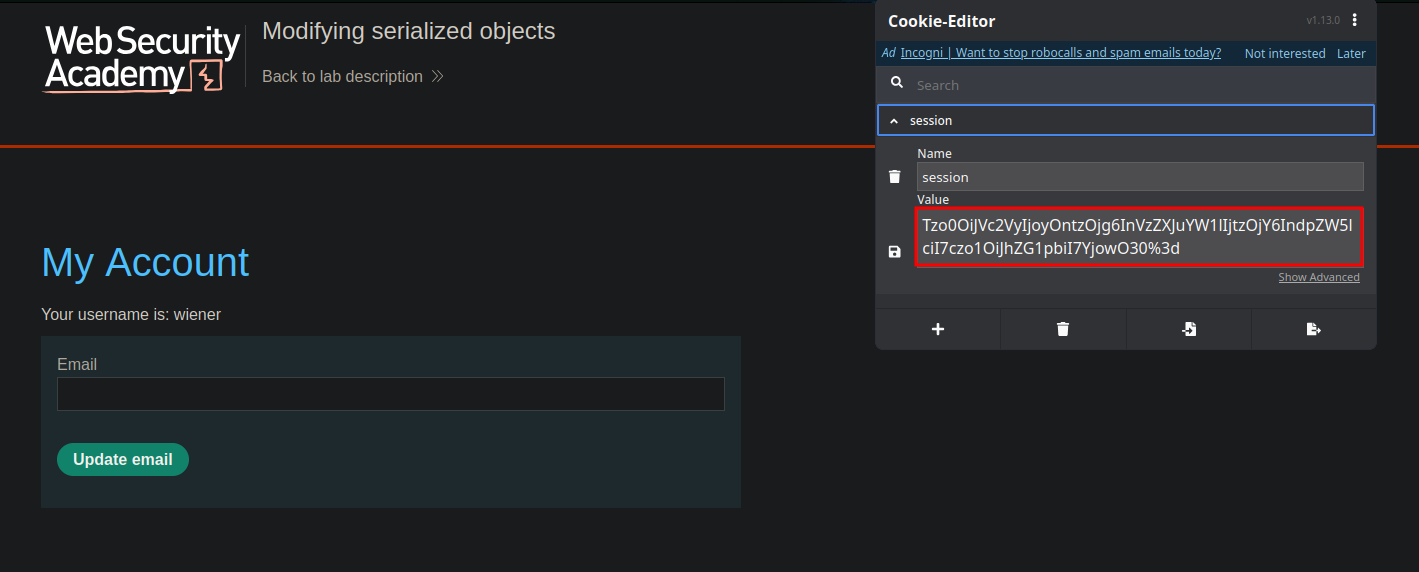 Web Security
Academy
Modifying serialized objects
Back to lab description
My Account
Your username is: wiener
Email
Update email
Cookie-Editor
v1.13.0
Ad Incogni | Want to stop robocalls and spam emails today? Not interested Later
Search
session
Name
session
Value
Tzo0OiJVc2VyIjoyOntzOjg6InVzZXJuYW1lIjtzOjY6IndpZW5l
ciI7czo1OiJhZG1pbiI7YjowO30%3d
Show Advanced